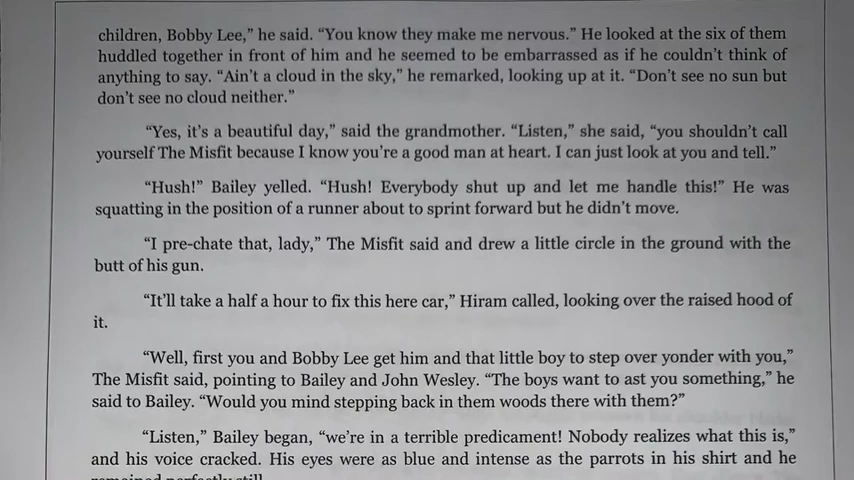 children, Bobby Lee,” he said. “You know they make me nervous.” He looked at the six of them
huddled together in front of him and he seemed to be embarrassed as if he couldn’t think of
anything to say. “Ain’t a cloud in the sky,” he remarked, looking up at it. “Don’t see no sun but
don’t see no cloud neither.”
“Yes, it’s a beautiful day,” said the grandmother. “Listen,” she said, “you shouldn’t call
yourself The Misfit because I know you’re a good man at heart. I can just look at you and tell.”
“Hush!” Bailey yelled. “Hush! Everybody shut up and let me handle this!” He was
squatting in the position of a runner about to sprint forward but he didn’t move.
“I pre-chate that, lady,” The Misfit said and drew a little circle in the ground with the
butt of his gun.
“It’ll take a half a hour to fix this here car,” Hiram called, looking over the raised hood of
it.
“Well, first you and Bobby Lee get him and that little boy to step over yonder with you,”
The Misfit said, pointing to Bailey and John Wesley. “The boys want to ast you something,” he
said to Bailey. “Would you mind stepping back in them woods there with them?”
“Listen,” Bailey began, “we’re in a terrible predicament! Nobody realizes what this is,”
and his voice cracked. His eyes were as blue and intense as the parrots in his shirt and he
remained perfectly still.